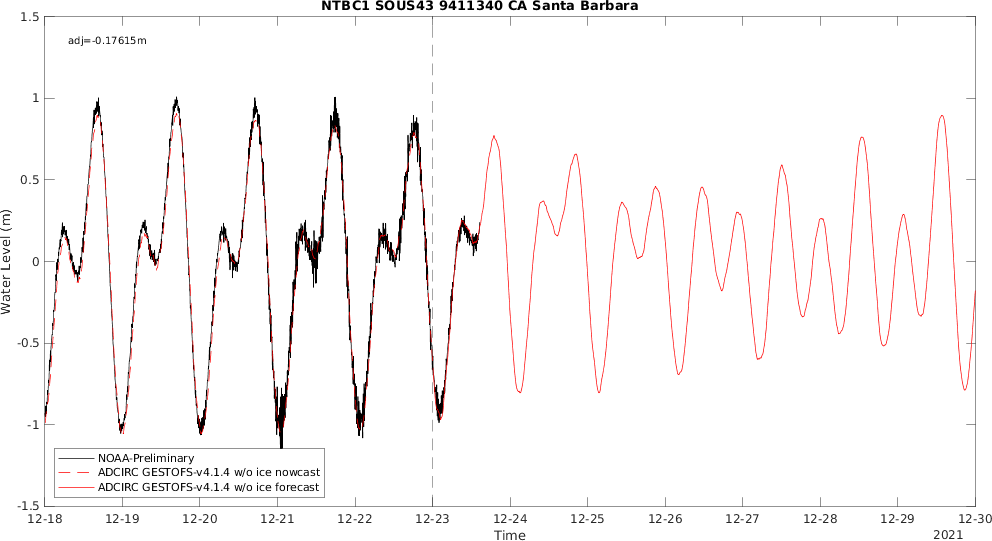 NTBC1 SOUS43 9411340 CA Santa Barbara
adj=-0.17615m
1.5
1
0.5
0
-0.5
-1
-1.5
Water Level (m)
NOAA-Preliminary
ADCIRC GESTOFS-v4.1.4 w/o ice nowcast
ADCIRC GESTOFS-v4.1.4 w/o ice forecast
12-18 12-19 12-20 12-21 12-22 12-23 12-24 12-25 12-26 12-27 12-28 12-29 12-30
Time
2021